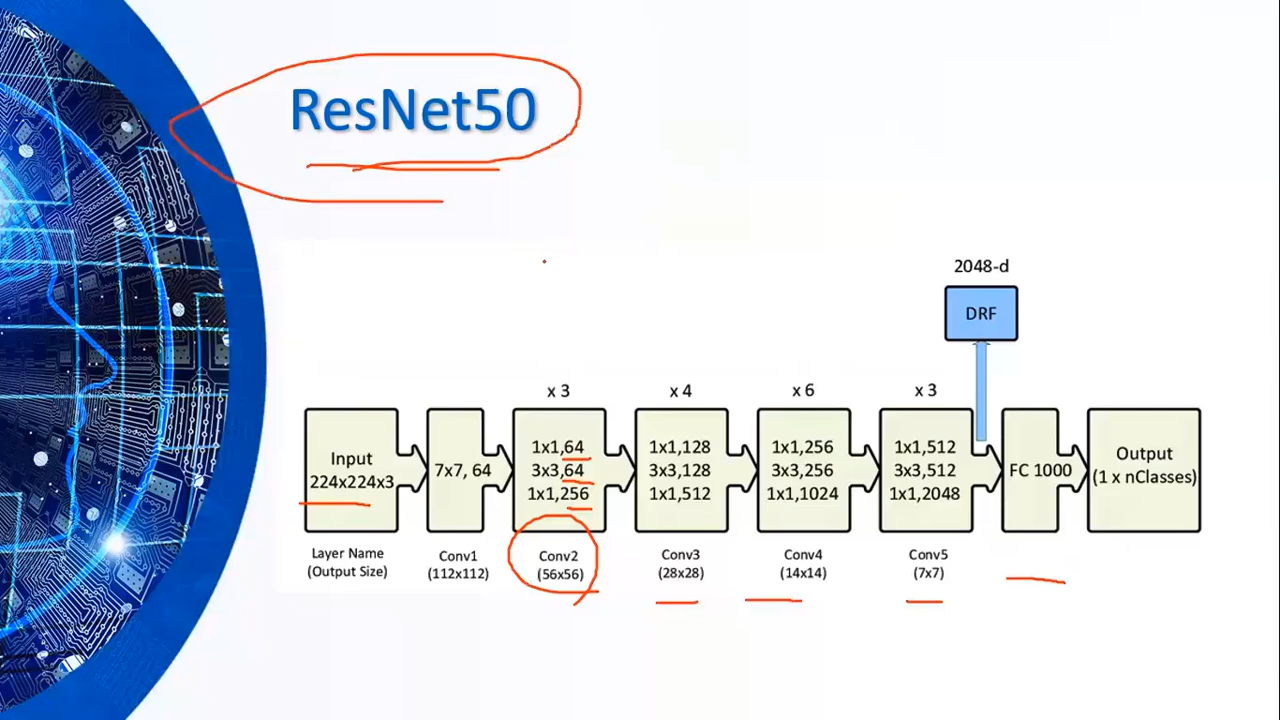 ResNet50
2048-d
DRF
x 3
x 4
x 6
x 3
Input
224x224x3
7x7, 64
1x1,64
3x3,64
1x1,256
1x1,128
3x3,128
1x1,512
1x1,256
3x3,256
1x1,1024
1x1,512
3x3,512
1x1,2048
FC 1000
Output
(1 x nClasses)
Layer Name
(Output Size)
Conv1
(112x112)
Conv2
(56x56)
Conv3
(28x28)
Conv4
(14x14)
Conv5
(7x7)